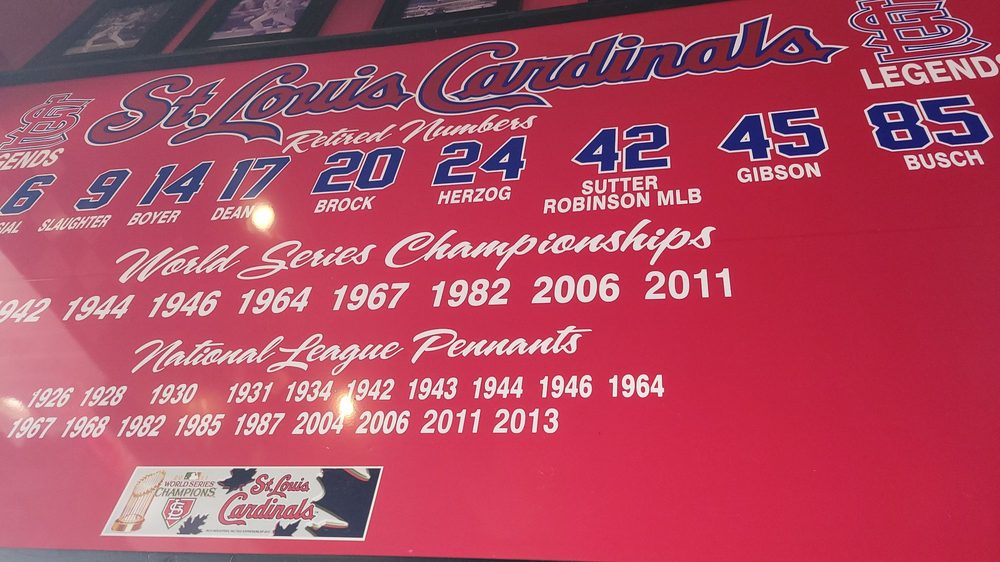 St. Louis Cardinals
LEGENDS
Retired Numbers
6 9 14 17 20 24 42 45 85
SLAUGHTER BOYER DEAN BROCK HERZOG SUTTER ROBINSON MLB GIBSON BUSCH
World Series Championships
1942 1944 1946 1964 1967 1982 2006 2011
National League Pennants
1926 1928 1930 1931 1934 1942 1943 1944 1946 1964
1967 1968 1982 1985 1987 2004 2006 2011 2013
WORLD SERIES
CHAMPIONS
St. Louis
Cardinals